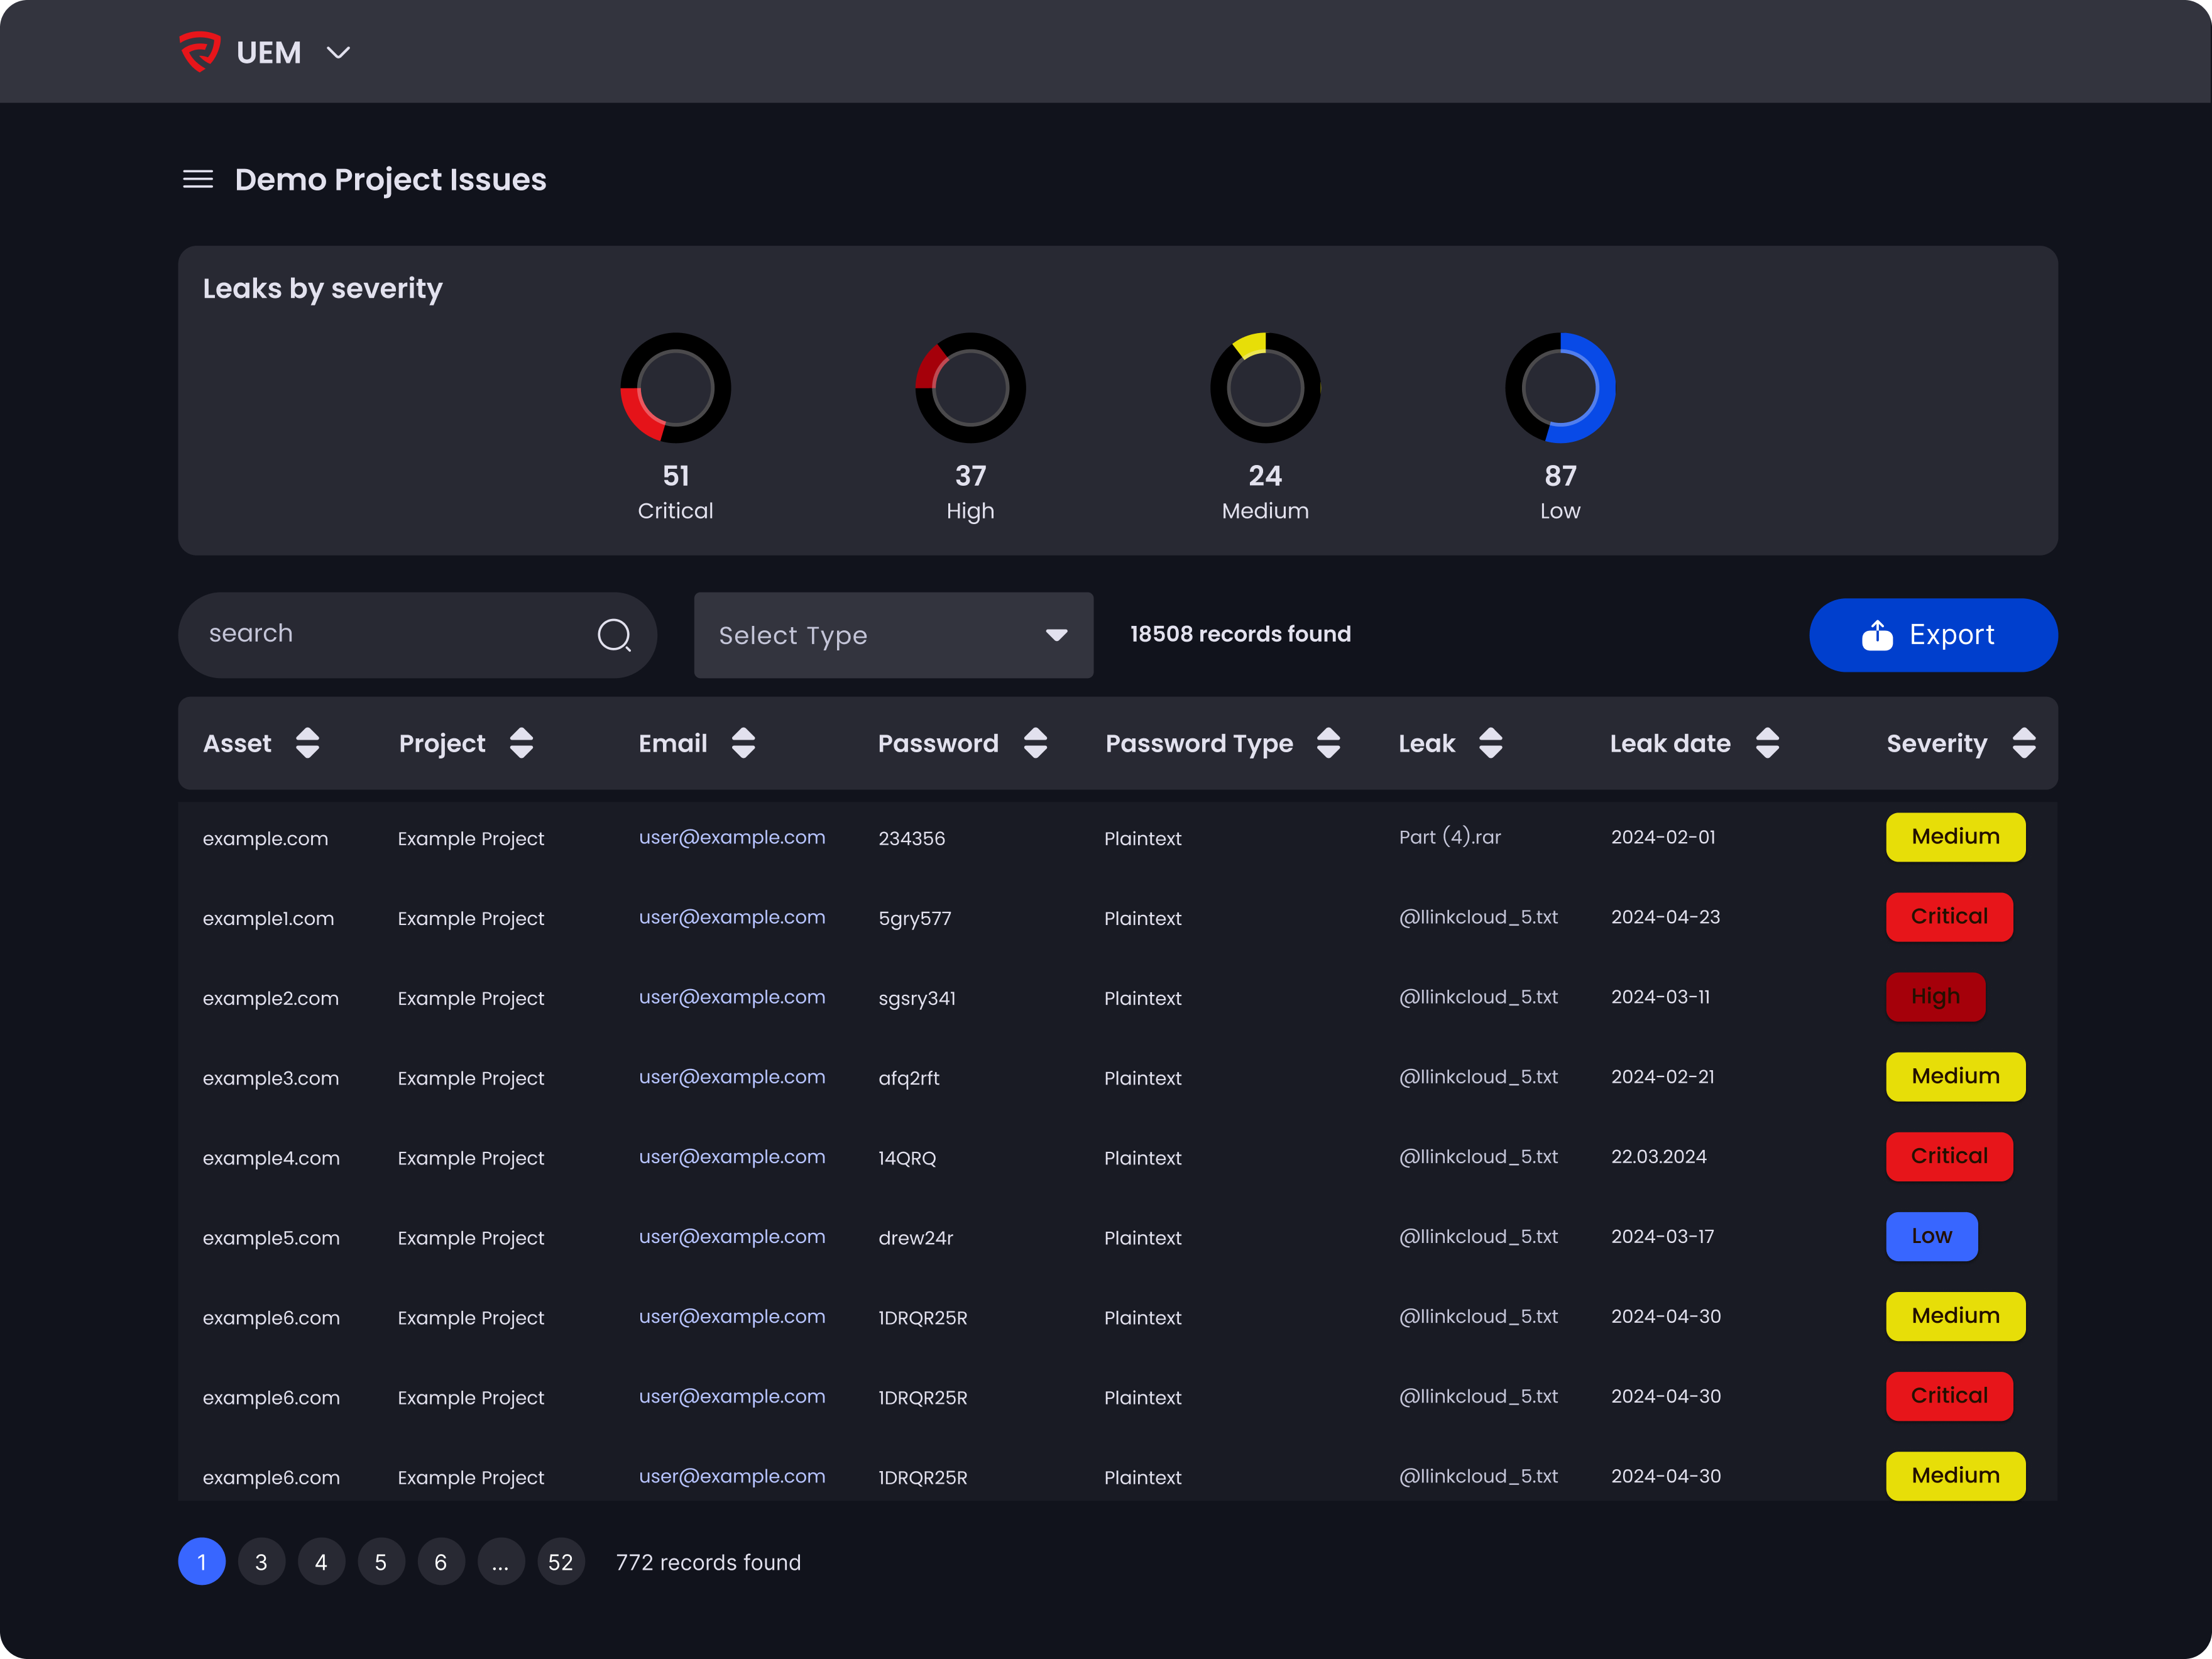 UEM
Demo Project Issues
Leaks by severity
51 37 24 87
Critical High Medium Low
search Select Type 18508 records found Export
Asset Project Email Password Password Type Leak Leak date Severity
example.com Example Project user@example.com 234356 Plaintext Part (4).rar 2024-02-01 Medium
example1.com Example Project user@example.com 5gry577 Plaintext @llinkcloud_5.txt 2024-04-23 Critical
example2.com Example Project user@example.com sgsry341 Plaintext @llinkcloud_5.txt 2024-03-11 High
example3.com Example Project user@example.com afq2rft Plaintext @llinkcloud_5.txt 2024-02-21 Medium
example4.com Example Project user@example.com 14QRQ Plaintext @llinkcloud_5.txt 22.03.2024 Critical
example5.com Example Project user@example.com drew24r Plaintext @llinkcloud_5.txt 2024-03-17 Low
example6.com Example Project user@example.com 1DRQR25R Plaintext @llinkcloud_5.txt 2024-04-30 Medium
example6.com Example Project user@example.com 1DRQR25R Plaintext @llinkcloud_5.txt 2024-04-30 Critical
example6.com Example Project user@example.com 1DRQR25R Plaintext @llinkcloud_5.txt 2024-04-30 Medium
1 3 4 5 6 ... 52 772 records found